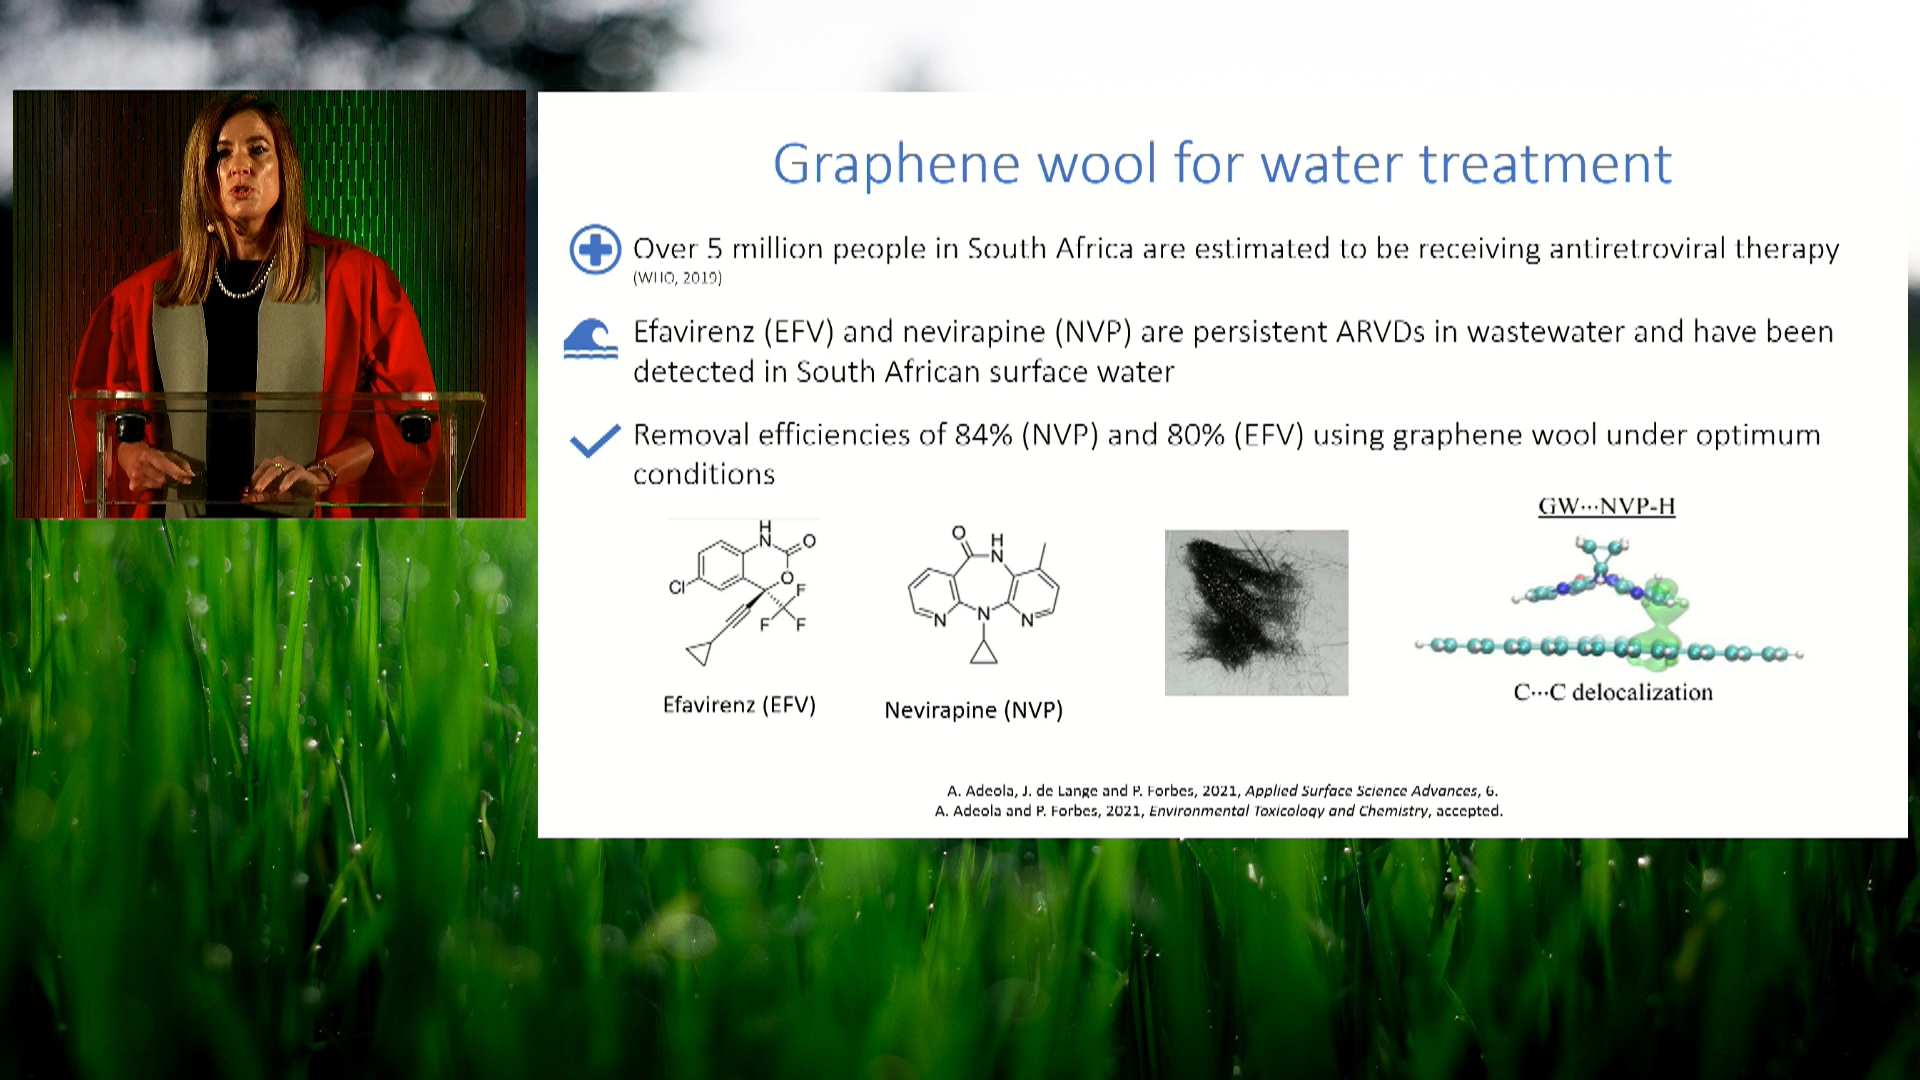 Graphene wool for water treatment
Over 5 million people in South Africa are estimated to be receiving antiretroviral therapy
(WHO, 2019)
Efavirenz (EFV) and nevirapine (NVP) are persistent ARVDs in wastewater and have been
detected in South African surface water
Removal efficiencies of 84% (NVP) and 80% (EFV) using graphene wool under optimum
conditions
GW···NVP-H
H
N
O
O
Cl
F
F
F
O
H
N
N
N
N
C···C delocalization
Efavirenz (EFV)
Nevirapine (NVP)
A. Adeola, J. de Lange and P. Forbes, 2021, Applied Surface Science Advances, 6.
A. Adeola and P. Forbes, 2021, Environmental Toxicology and Chemistry, accepted.